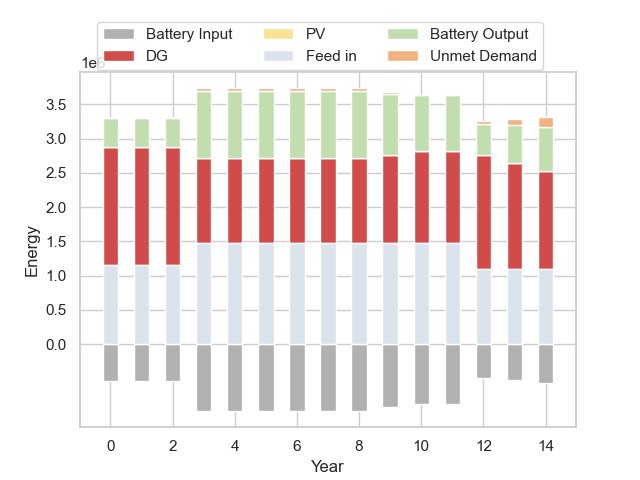 Battery Input PV Battery Output
DG Feed in Unmet Demand
1e6
3.5
3.0
2.5
2.0
1.5
1.0
0.5
0.0
Energy
0 2 4 6 8 10 12 14
Year